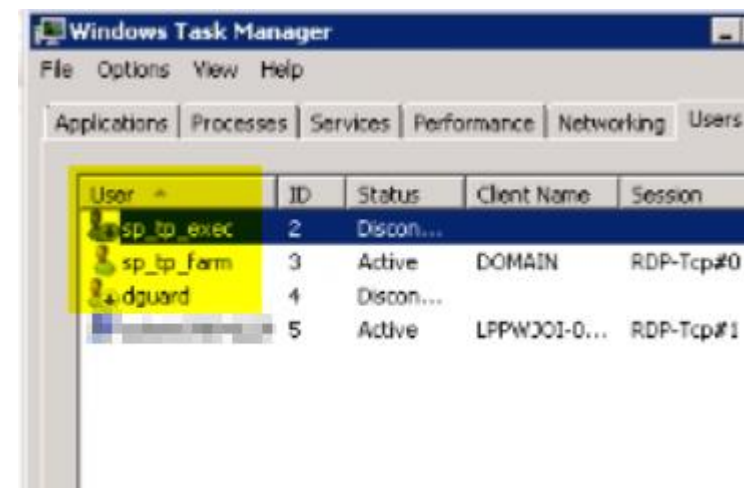 Windows Task Manager
File Options View Help
Applications Processes Services Performance Networking Users
User ID Status Client Name Session
sp_tp_exec 2 Discon...
sp_tp_farm 3 Active DOMAIN RDP-Tcp#0
dguard 4 Discon...
5 Active LPPWJOI-0... RDP-Tcp#1